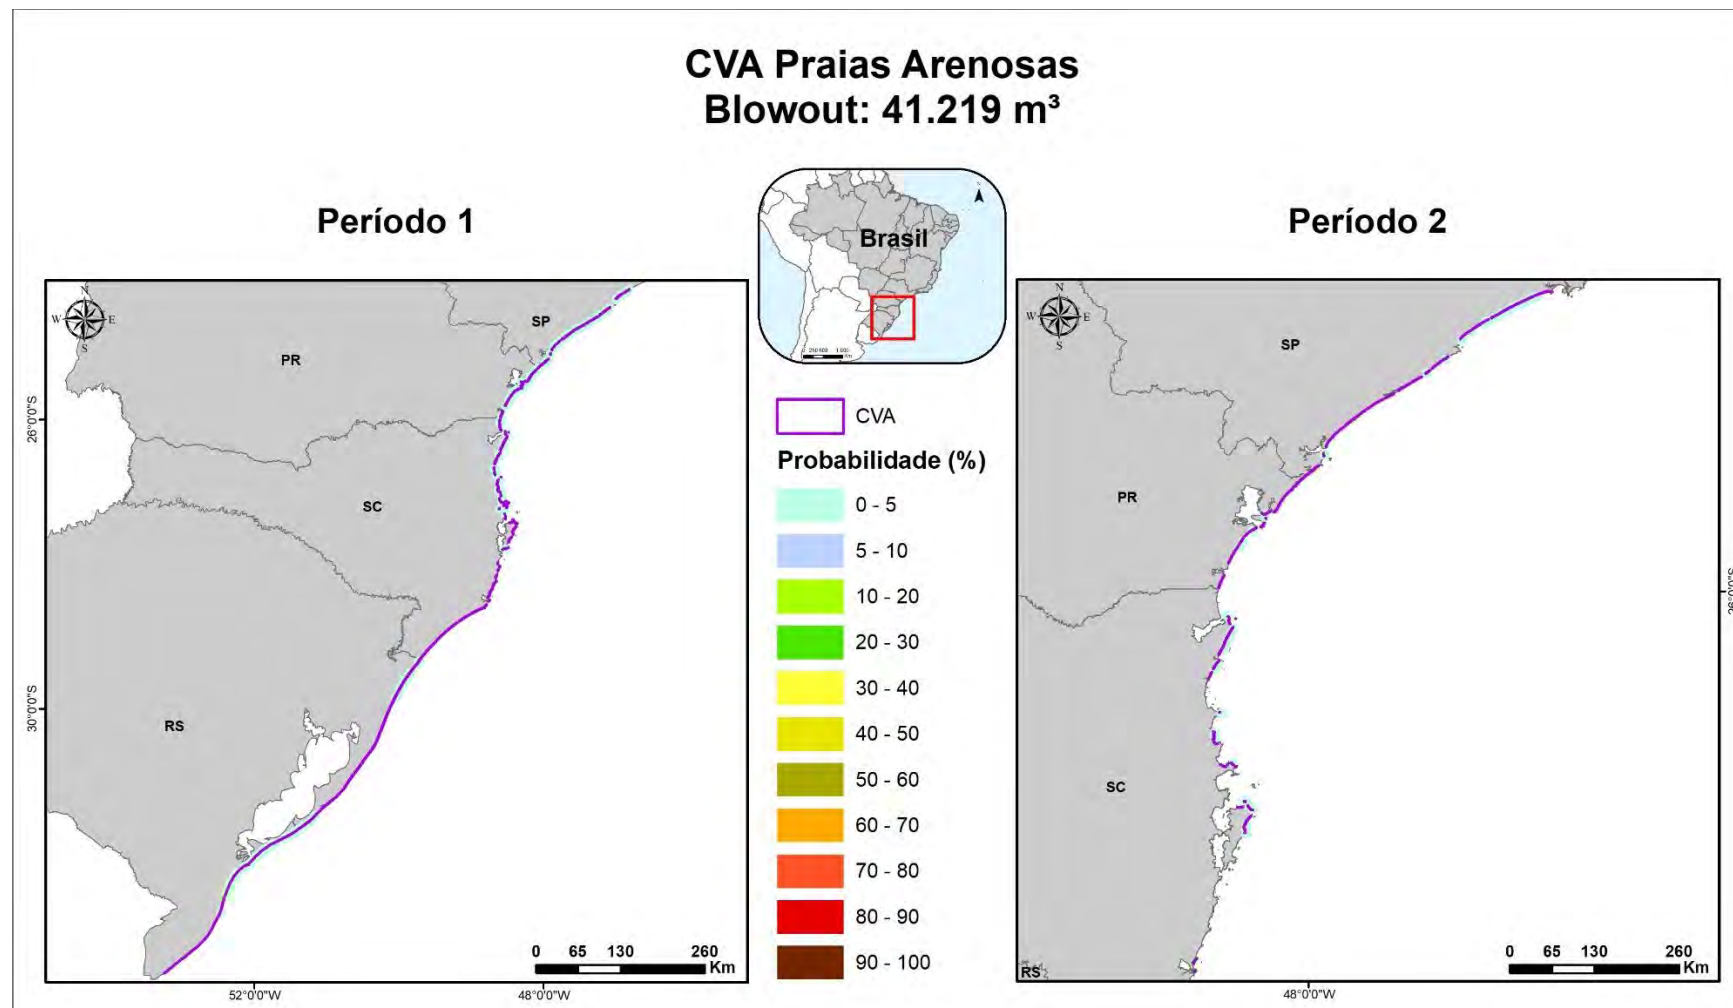 CVA Praias Arenosas
Blowout: 41.219 m³
Período 1
N
W
E
S
SP
PR
SC
RS
26°0'0"S
30°0'0"S
52°0'0"W
48°0'0"W
0 65 130 260
Km
Brasil
CVA
Probabilidade (%)
0 - 5
5 - 10
10 - 20
20 - 30
30 - 40
40 - 50
50 - 60
60 - 70
70 - 80
80 - 90
90 - 100
Período 2
N
W
E
S
SP
PR
SC
RS
26°0'0"S
48°0'0"W
0 65 130 260
Km